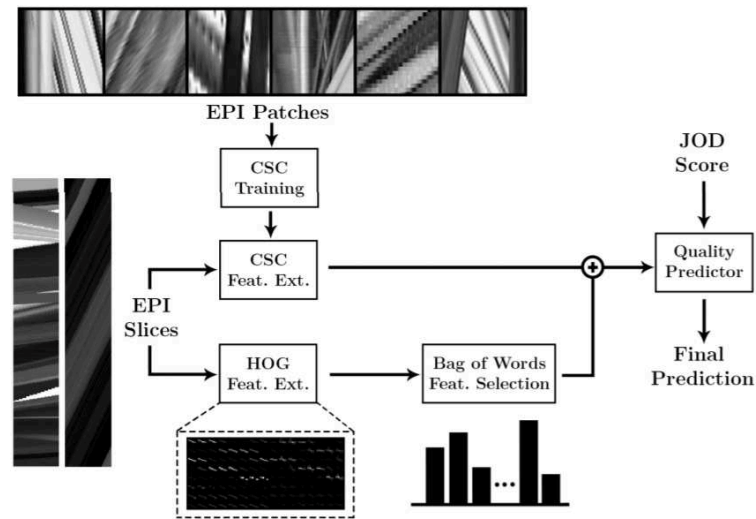 EPI Patches
CSC
Training
JOD
Score
CSC
Feat. Ext.
Quality
Predictor
EPI
Slices
HOG
Feat. Ext.
Bag of Words
Feat. Selection
Final
Prediction